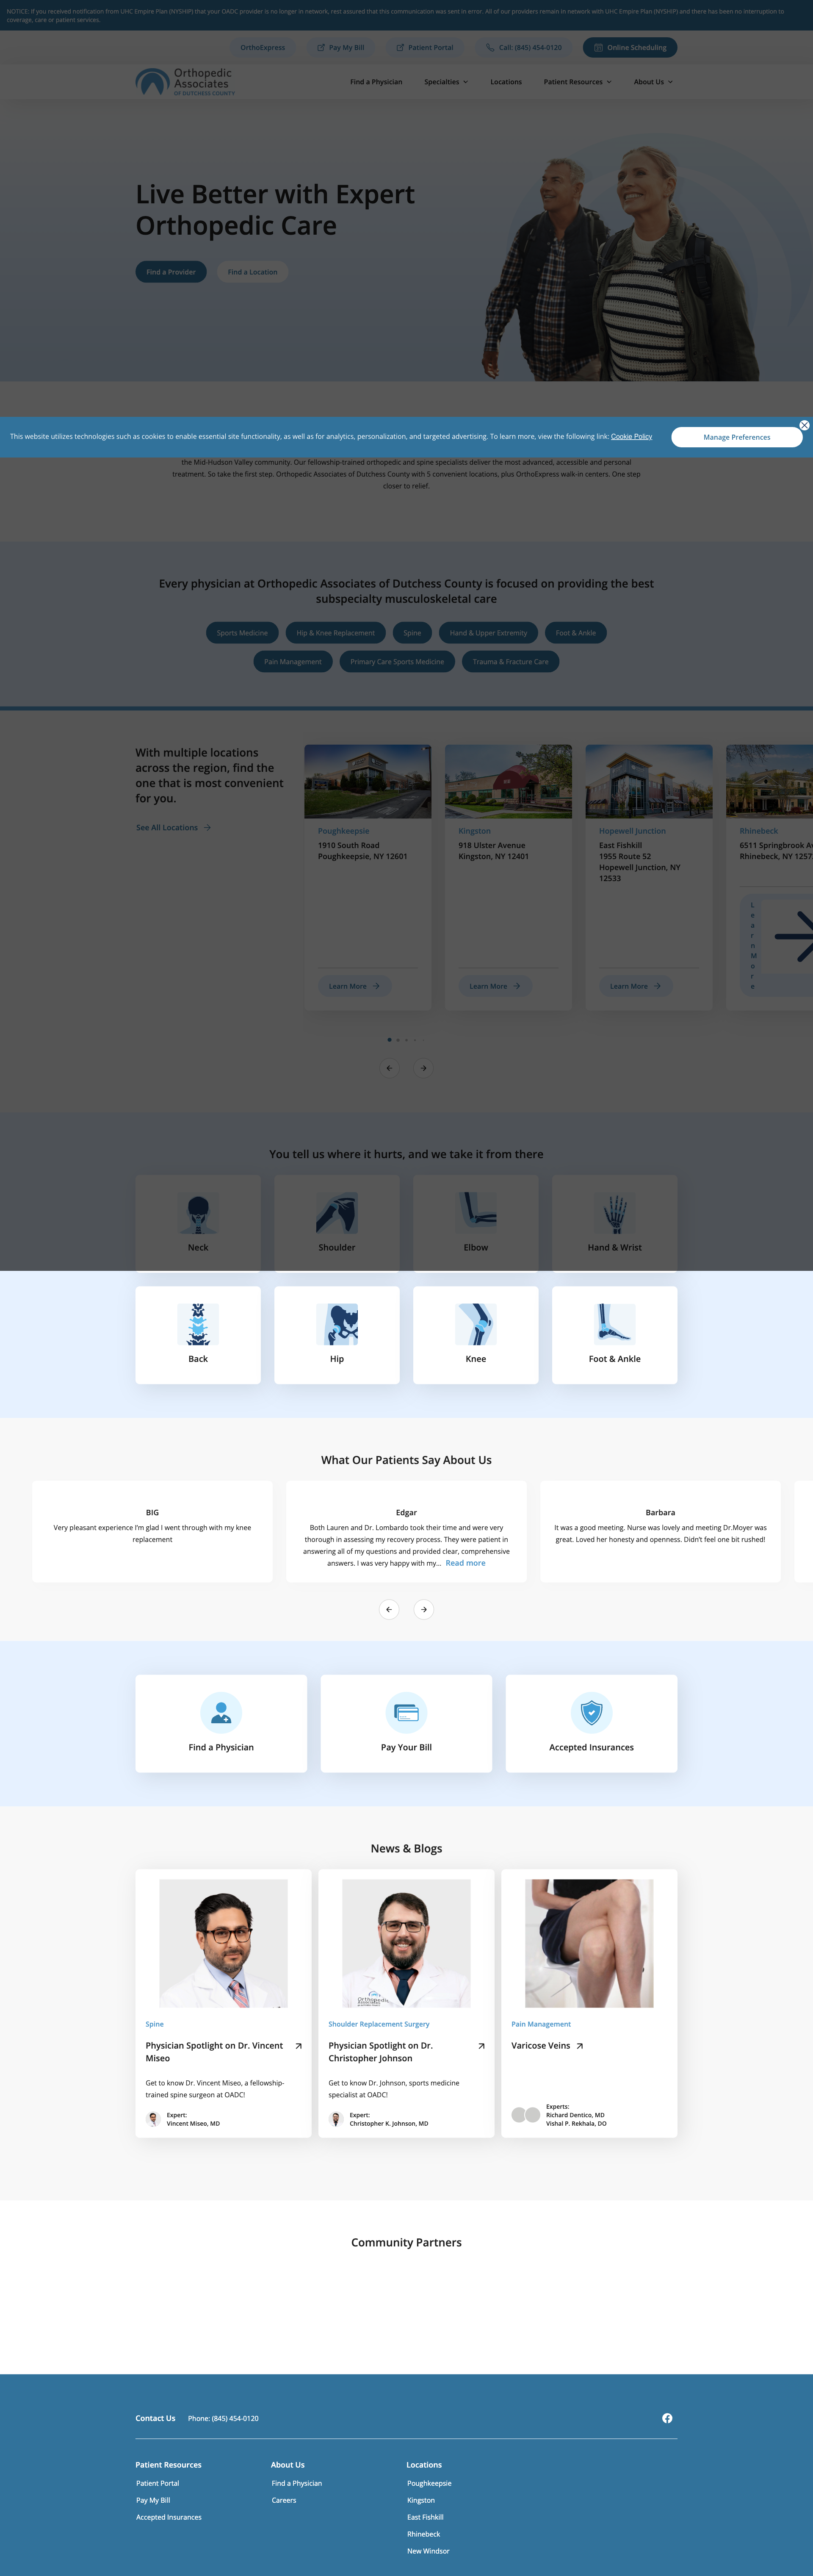 NOTICE: If you received notification from UHC Empire Plan (NYSHIP) that your OADC provider is no longer in network, rest assured that this communication was sent in error. All of our providers remain in network with UHC Empire Plan (NYSHIP) and there has been no interruption to
coverage, care or patient services.
OrthoExpress
Pay My Bill
Patient Portal
Call: (845) 454-0120
Online Scheduling
Orthopedic
Associates
OF DUTCHESS COUNTY
Find a Physician
Specialties
Locations
Patient Resources
About Us
Live Better with Expert
Orthopedic Care
Find a Provider
Find a Location
This website utilizes technologies such as cookies to enable essential site functionality, as well as for analytics, personalization, and targeted advertising. To learn more, view the following link: Cookie Policy
Manage Preferences
the Mid-Hudson Valley community. Our fellowship-trained orthopedic and spine specialists deliver the most advanced, accessible and personal
treatment. So take the first step. Orthopedic Associates of Dutchess County with 5 convenient locations, plus OrthoExpress walk-in centers. One step
closer to relief.
Every physician at Orthopedic Associates of Dutchess County is focused on providing the best
subspecialty musculoskeletal care
Sports Medicine
Hip & Knee Replacement
Spine
Hand & Upper Extremity
Foot & Ankle
Pain Management
Primary Care Sports Medicine
Trauma & Fracture Care
With multiple locations
across the region, find the
one that is most convenient
for you.
See All Locations
Poughkeepsie
1910 South Road
Poughkeepsie, NY 12601
Learn More
Kingston
918 Ulster Avenue
Kingston, NY 12401
Learn More
Hopewell Junction
East Fishkill
1955 Route 52
Hopewell Junction, NY
12533
Learn More
Rhinebeck
6511 Springbrook Av
Rhinebeck, NY 1257
L
e
a
r
n
M
o
r
e
You tell us where it hurts, and we take it from there
Neck
Shoulder
Elbow
Hand & Wrist
Back
Hip
Knee
Foot & Ankle
What Our Patients Say About Us
BIG
Very pleasant experience I'm glad I went through with my knee
replacement
Edgar
Both Lauren and Dr. Lombardo took their time and were very
thorough in assessing my recovery process. They were patient in
answering all of my questions and provided clear, comprehensive
answers. I was very happy with my... Read more
Barbara
It was a good meeting. Nurse was lovely and meeting Dr.Moyer was
great. Loved her honesty and openness. Didn't feel one bit rushed!
Find a Physician
Pay Your Bill
Accepted Insurances
News & Blogs
Spine
Physician Spotlight on Dr. Vincent
Miseo
Get to know Dr. Vincent Miseo, a fellowship-
trained spine surgeon at OADC!
Expert:
Vincent Miseo, MD
Orthopedic
Associates
Shoulder Replacement Surgery
Physician Spotlight on Dr.
Christopher Johnson
Get to know Dr. Johnson, sports medicine
specialist at OADC!
Expert:
Christopher K. Johnson, MD
Pain Management
Varicose Veins
Experts:
Richard Dentico, MD
Vishal P. Rekhala, DO
Community Partners
Contact Us
Phone: (845) 454-0120
Patient Resources
Patient Portal
Pay My Bill
Accepted Insurances
About Us
Find a Physician
Careers
Locations
Poughkeepsie
Kingston
East Fishkill
Rhinebeck
New Windsor